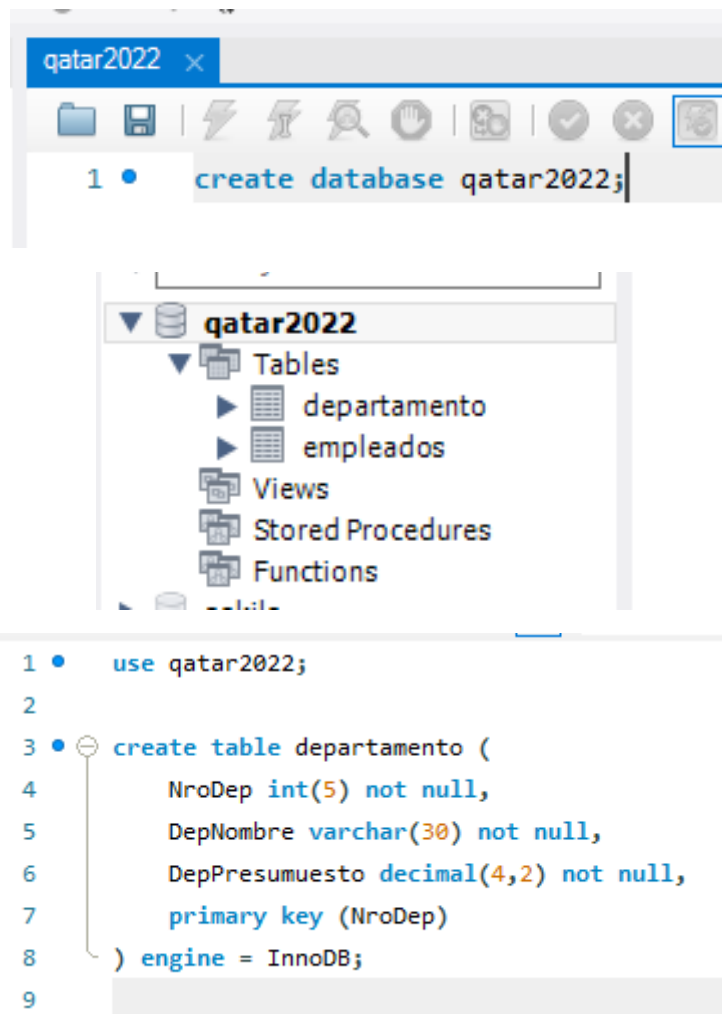 qatar2022
1 create database qatar2022;
qatar2022
Tables
departamento
empleados
Views
Stored Procedures
Functions
1 use qatar2022;
2
3 create table departamento (
4 NroDep int(5) not null,
5 DepNombre varchar(30) not null,
6 DepPresumuesto decimal(4,2) not null,
7 primary key (NroDep)
8 ) engine = InnoDB;
9